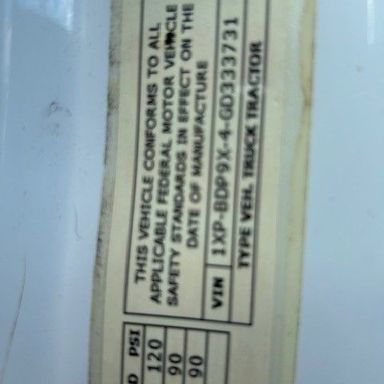 THIS VEHICLE CONFORMS TO ALL
APPLICABLE FEDERAL MOTOR VEHICLE
SAFETY STANDARDS IN EFFECT ON THE
DATE OF MANUFACTURE
VIN 1XP-BDP9X-4-GD333731
TYPE VEH. TRUCK TRACTOR
PSI
120
90
90